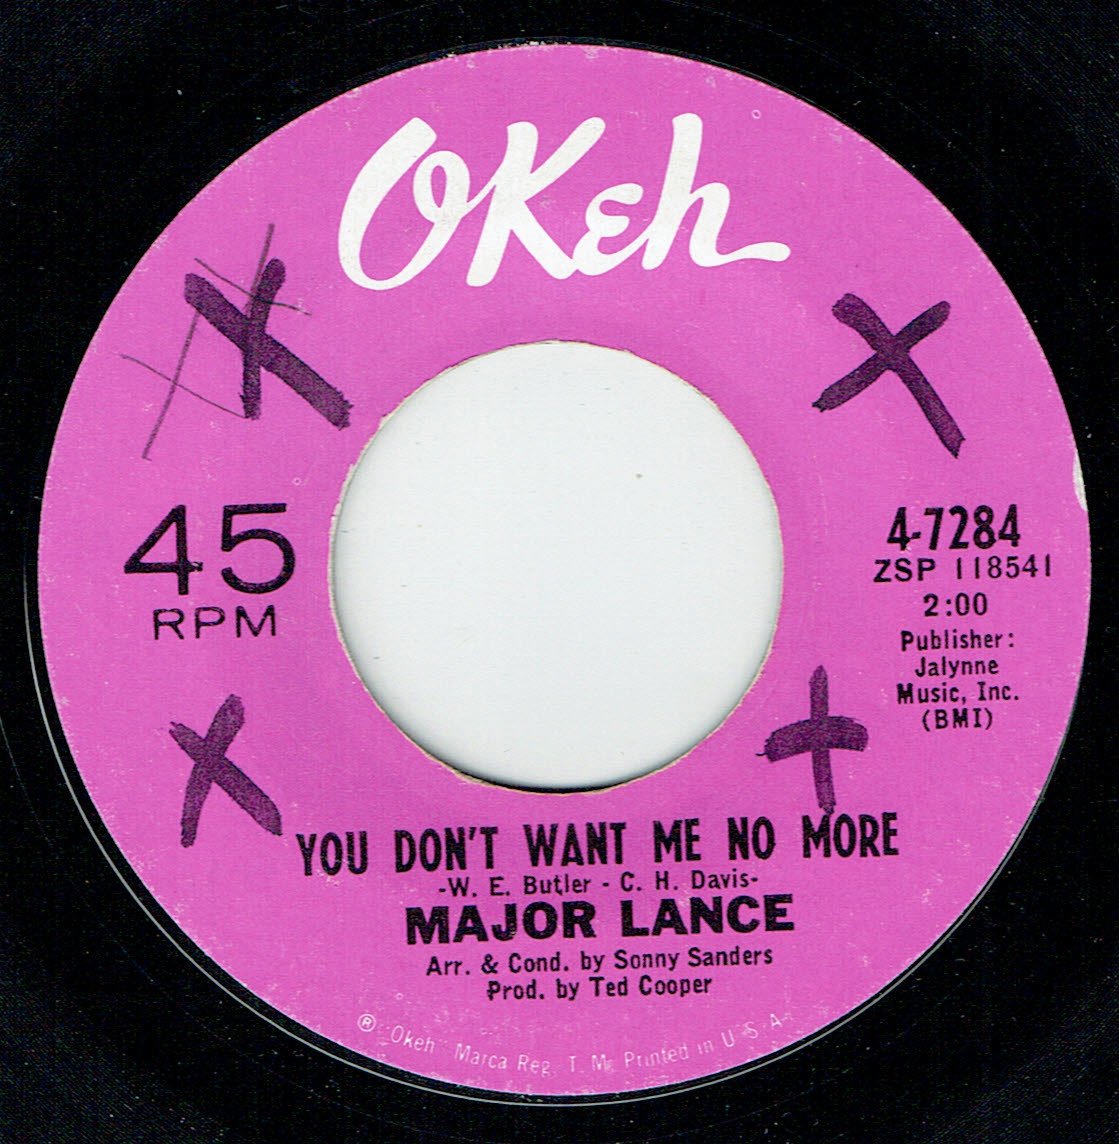 OKeh
45
RPM
4-7284
ZSP 118541
2:00
Publisher:
Jalynne
Music, Inc.
(BMI)
YOU DON'T WANT ME NO MORE
-W. E. Butler - C. H. Davis-
MAJOR LANCE
Arr. & Cond. by Sonny Sanders
Prod. by Ted Cooper
® "Okeh" Marca Reg. T. M. Printed in U S A